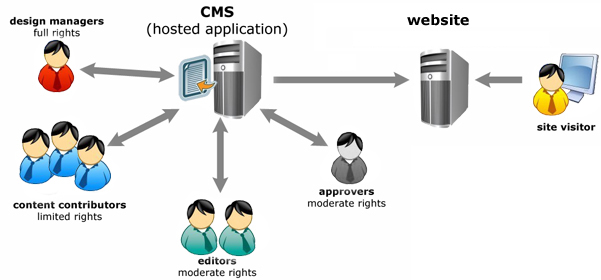 design managers
full rights
CMS
(hosted application)
website
site visitor
content contributors
limited rights
approvers
moderate rights
editors
moderate rights